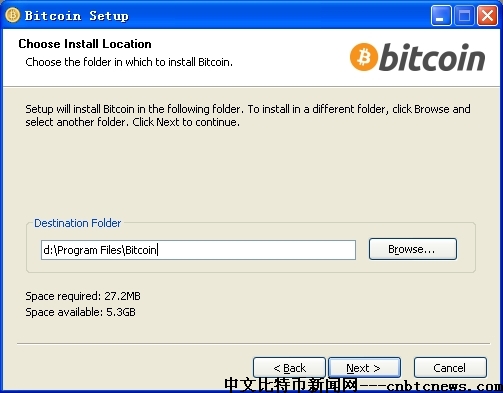 Bitcoin Setup
Choose Install Location
Choose the folder in which to install Bitcoin.
bitcoin
Setup will install Bitcoin in the following folder. To install in a different folder, click Browse and
select another folder. Click Next to continue.
Destination Folder
d:\Program Files\Bitcoin
Browse...
Space required: 27.2MB
Space available: 5.3GB
< Back
Next >
Cancel
中文比特币新闻网---cnbtcnews.com